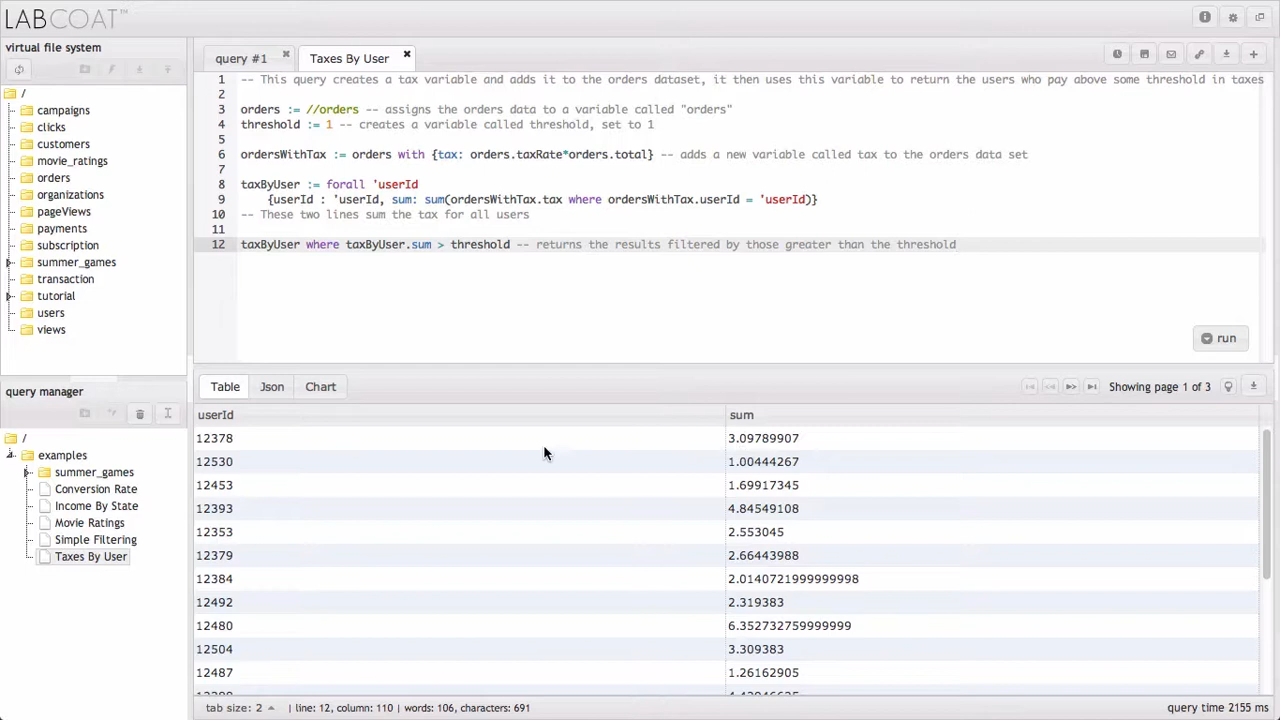 LABCOAT™
virtual file system
/
campaigns
clicks
customers
movie_ratings
orders
organizations
pageViews
payments
subscription
summer_games
transaction
tutorial
users
views
query manager
/
examples
summer_games
Conversion Rate
Income By State
Movie Ratings
Simple Filtering
Taxes By User
query #1
Taxes By User
1 -- This query creates a tax variable and adds it to the orders dataset, it then uses this variable to return the users who pay above some threshold in taxes
2
3 orders := //orders -- assigns the orders data to a variable called "orders"
4 threshold := 1 -- creates a variable called threshold, set to 1
5
6 ordersWithTax := orders with {tax: orders.taxRate*orders.total} -- adds a new variable called tax to the orders data set
7
8 taxByUser := forall 'userId
9 {userId : 'userId, sum: sum(ordersWithTax.tax where ordersWithTax.userId = 'userId)}
10 -- These two lines sum the tax for all users
11
12 taxByUser where taxByUser.sum > threshold -- returns the results filtered by those greater than the threshold
run
Table Json Chart
Showing page 1 of 3
userId sum
12378 3.09789907
12530 1.00444267
12453 1.69917345
12393 4.84549108
12353 2.553045
12379 2.66443988
12384 2.0140721999999998
12492 2.319383
12480 6.352732759999999
12504 3.309383
12487 1.26162905
tab size: 2 | line: 12, column: 110 | words: 106, characters: 691
query time 2155 ms